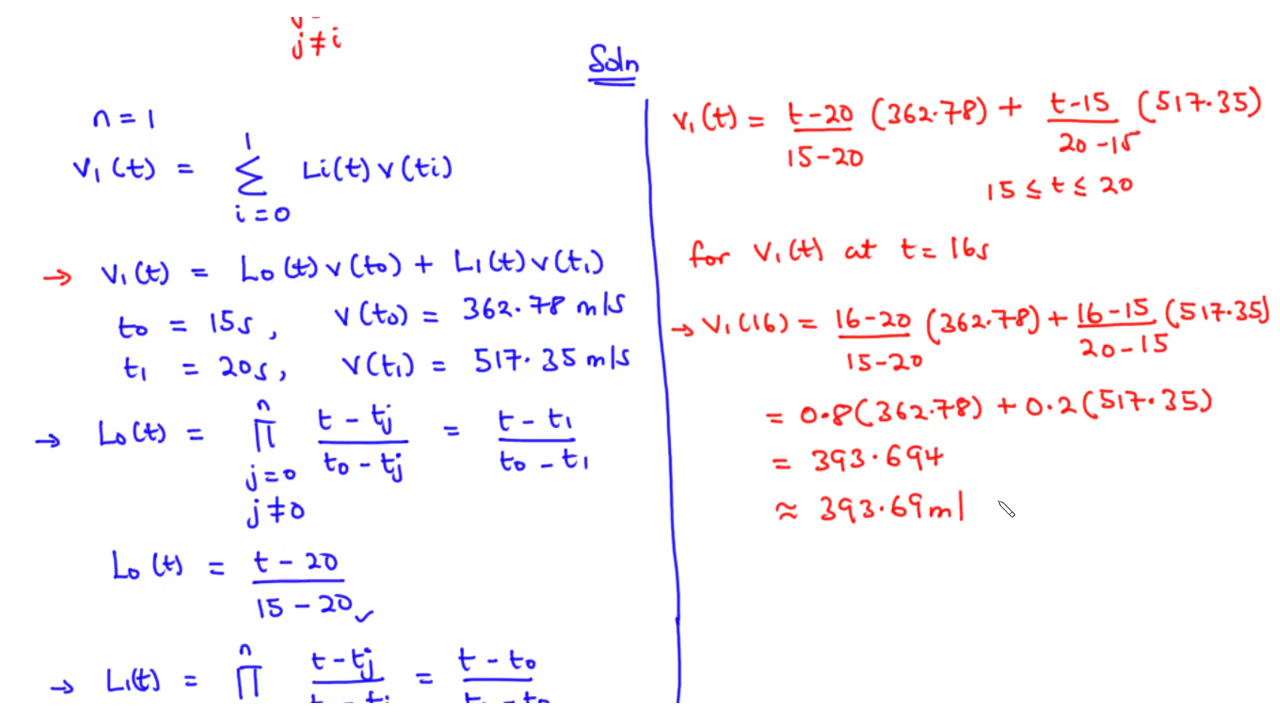 j≠i
Soln
n = 1
V₁(t) = 1 Σ i=0 Li(t) v(ti)
→ V₁(t) = L₀(t) v(t₀) + L₁(t) v(t₁)
t₀ = 15s, v(t₀) = 362.78 m/s
t₁ = 20s, v(t₁) = 517.35 m/s
→ L₀(t) = n Π j=0 j≠0 t - tj / t₀ - tj = t - t₁ / t₀ - t₁
L₀(t) = t - 20 / 15 - 20 ✓
→ L₁(t) = n Π t - tj = t - t₀
V₁(t) = t-20 / 15-20 (362.78) + t-15 / 20-15 (517.35)
15 ≤ t ≤ 20
for V₁(t) at t = 16s
→ V₁(16) = 16-20 / 15-20 (362.78) + 16-15 / 20-15 (517.35)
= 0.8(362.78) + 0.2(517.35)
= 393.694
≈ 393.69m/